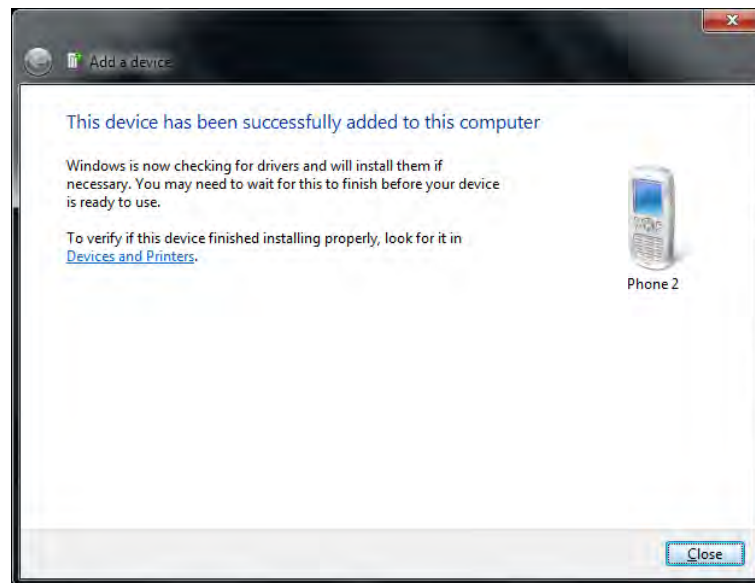 Add a device
This device has been successfully added to this computer
Windows is now checking for drivers and will install them if
necessary. You may need to wait for this to finish before your device
is ready to use.
To verify if this device finished installing properly, look for it in
Devices and Printers.
Phone 2
Close